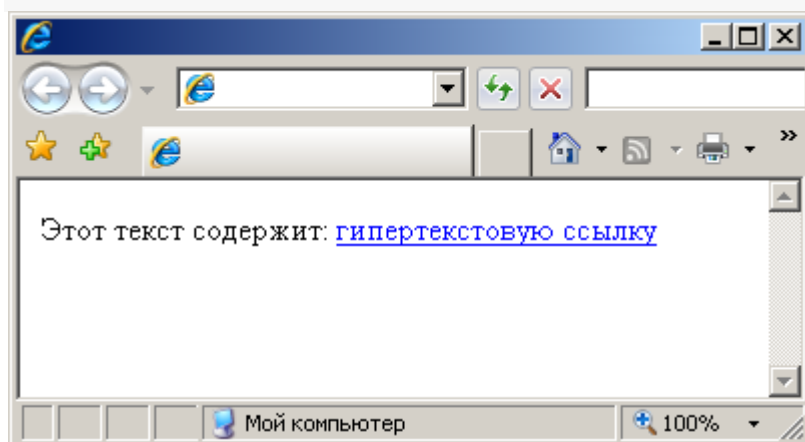 Этот текст содержит: гипертекстовую ссылку
Мой компьютер
100%